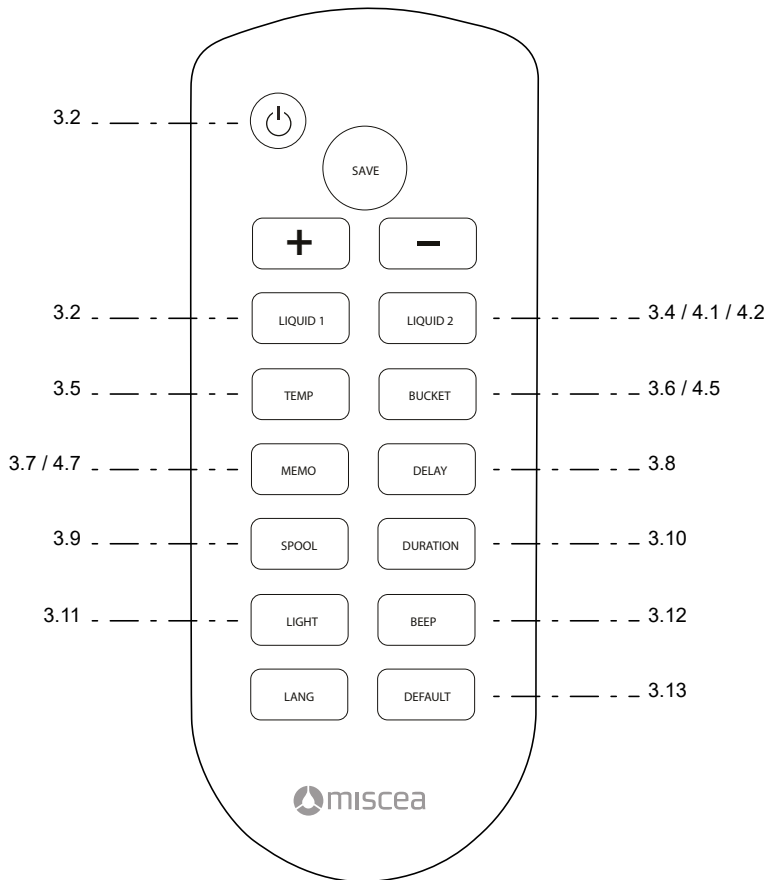 3.2
SAVE
+ −
3.2 LIQUID 1 LIQUID 2 3.4 / 4.1 / 4.2
3.5 TEMP BUCKET 3.6 / 4.5
3.7 / 4.7 MEMO DELAY 3.8
3.9 SPOOL DURATION 3.10
3.11 LIGHT BEEP 3.12
LANG DEFAULT 3.13
miscea